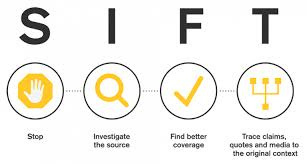 S I F T
Stop
Investigate
the source
Find better
coverage
Trace claims,
quotes and media to
the original context